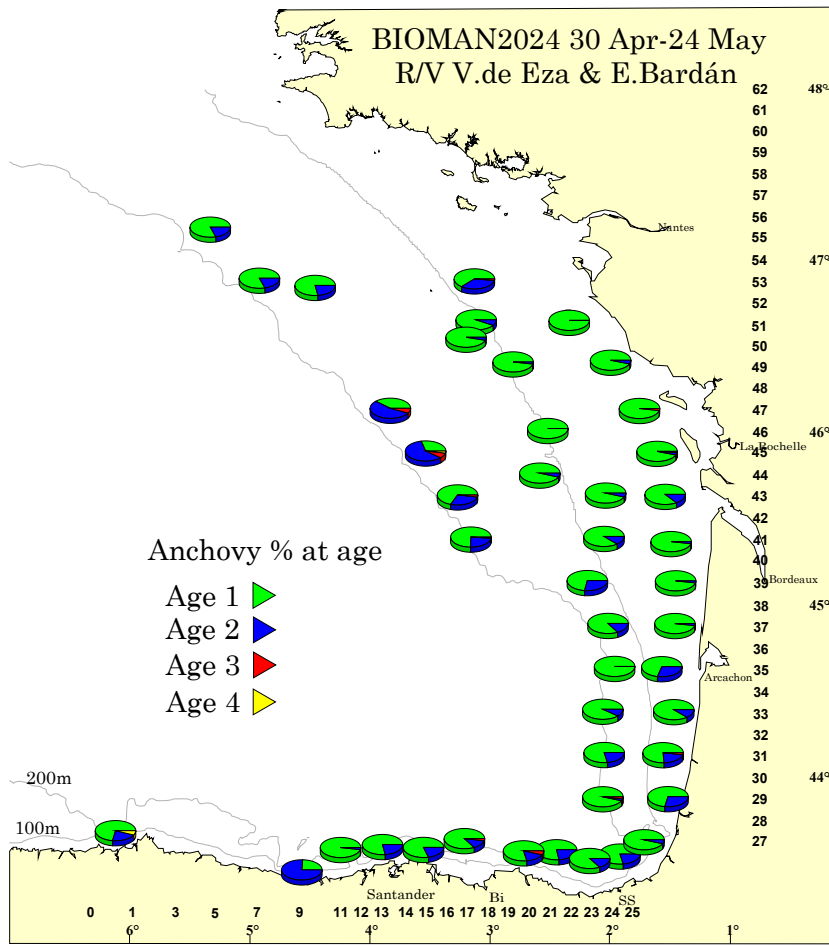 BIOMAN2024 30 Apr-24 May
R/V V.de Eza & E.Bardán
62
48°
61
60
59
58
57
56
Nantes
55
54
47°
53
52
51
50
49
48
47
46
La Rochelle
45
46°
44
43
42
41
40
Anchovy % at age
Bordeaux
39
Age 1
45°
38
Age 2
37
36
Age 3
35
Arcachon
Age 4
34
33
32
31
200m
30
44°
29
28
100m
27
Santander
Bi
SS
0 1 3 5 7 9 11 12 13 14 15 16 17 18 19 20 21 22 23 24 25
6° 5° 4° 3° 2° 1°